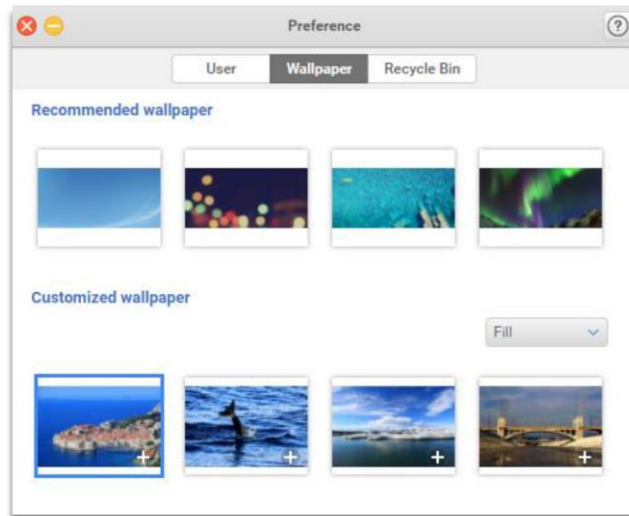 Preference
?
User Wallpaper Recycle Bin
Recommended wallpaper
Customized wallpaper
Fill
+ + + +